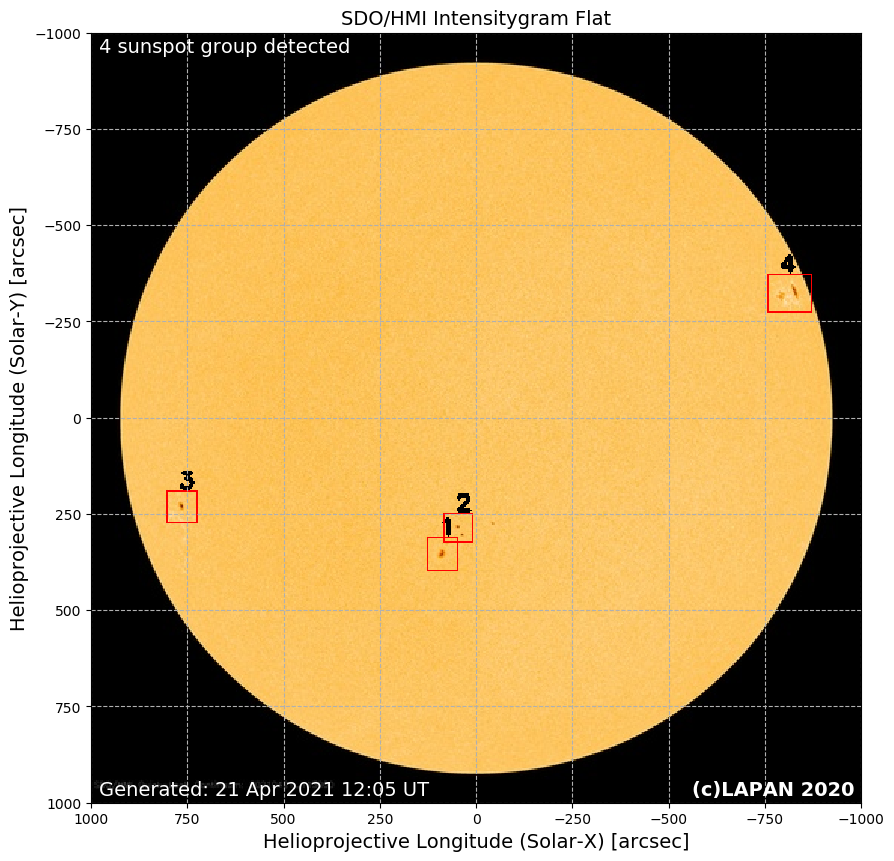 SDO/HMI Intensitygram Flat
4 sunspot group detected
−1000
−750
−500
−250
0
250
500
750
1000
Helioprojective Longitude (Solar-Y) [arcsec]
4
3
2
1
Generated: 21 Apr 2021 12:05 UT
(c)LAPAN 2020
1000 750 500 250 0 −250 −500 −750 −1000
Helioprojective Longitude (Solar-X) [arcsec]